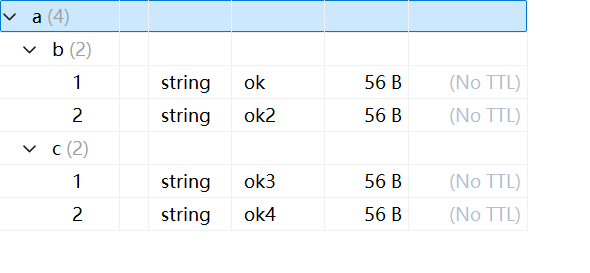 a (4)
b (2)
1 string ok 56 B (No TTL)
2 string ok2 56 B (No TTL)
c (2)
1 string ok3 56 B (No TTL)
2 string ok4 56 B (No TTL)